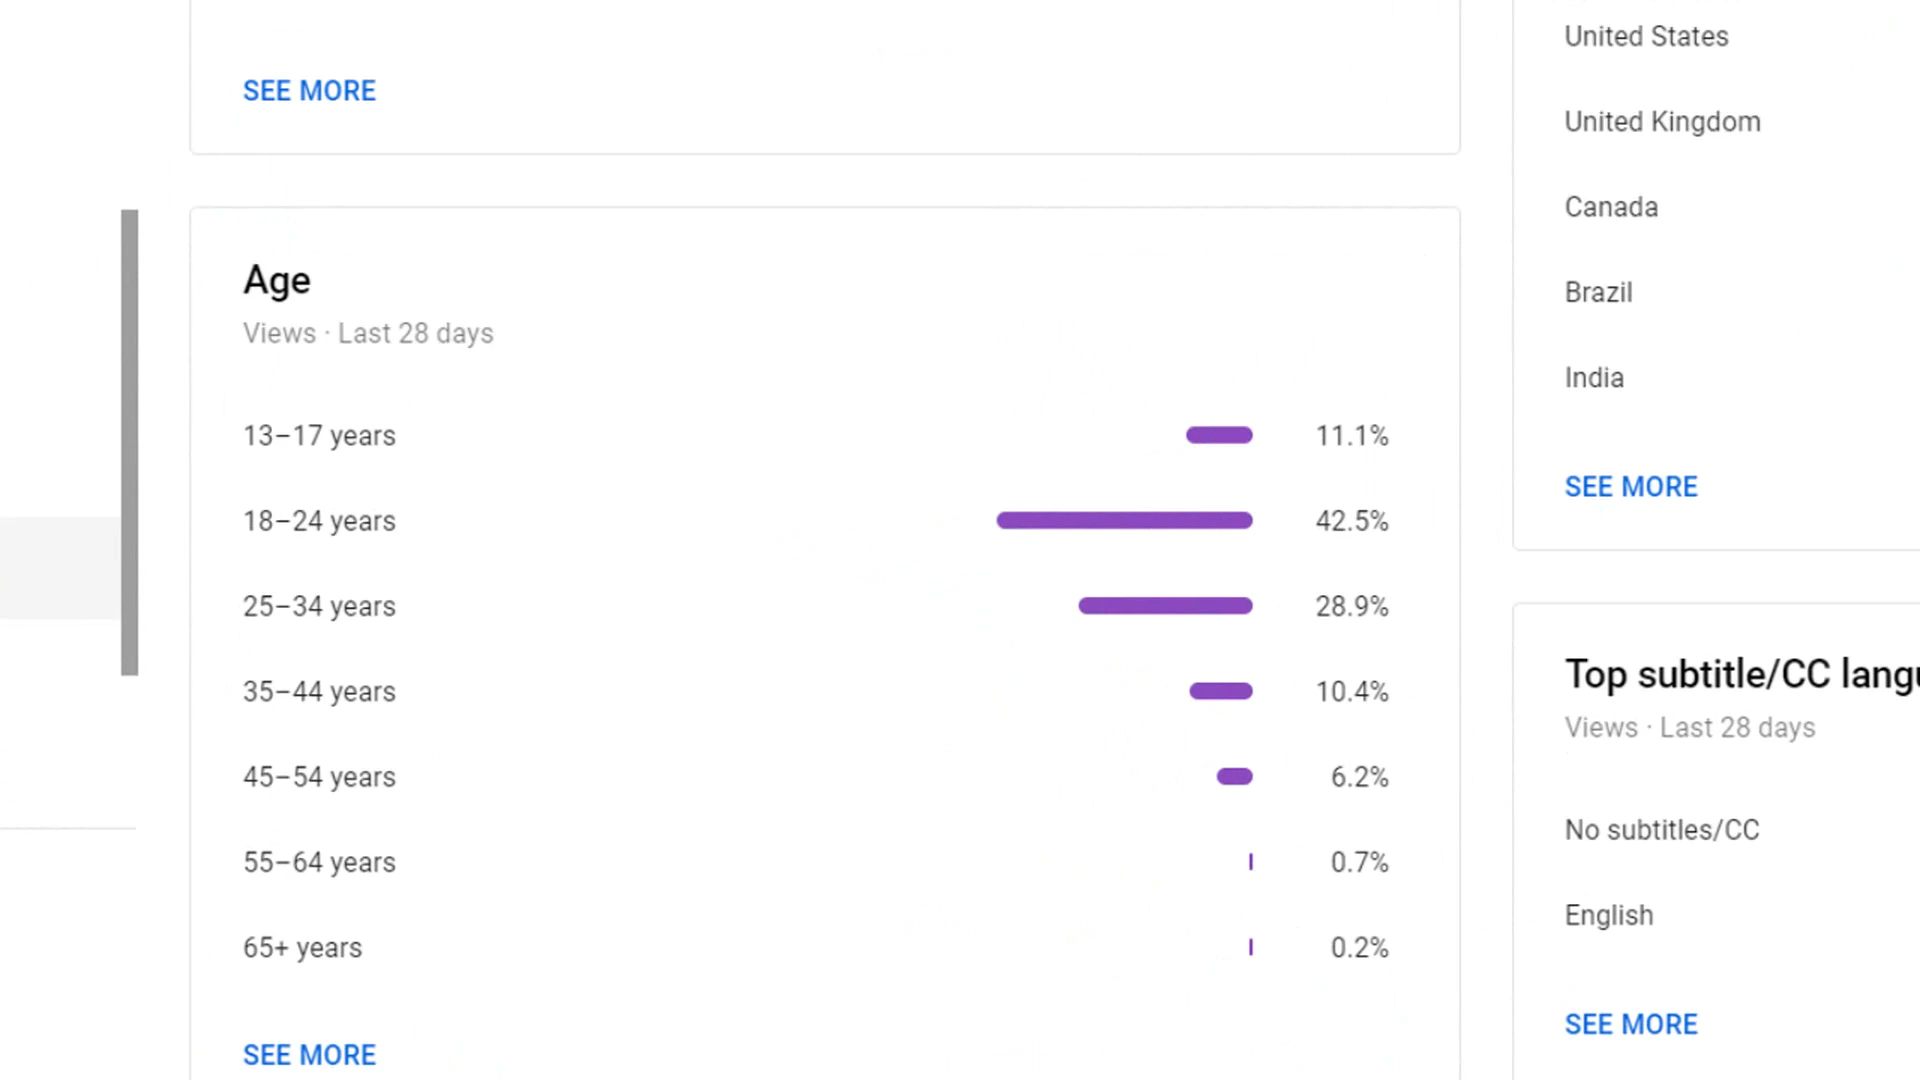 SEE MORE
Age
Views · Last 28 days
13–17 years 11.1%
18–24 years 42.5%
25–34 years 28.9%
35–44 years 10.4%
45–54 years 6.2%
55–64 years 0.7%
65+ years 0.2%
SEE MORE
United States
United Kingdom
Canada
Brazil
India
SEE MORE
Top subtitle/CC
Views · Last 28 days
No subtitles/CC
English
SEE MORE